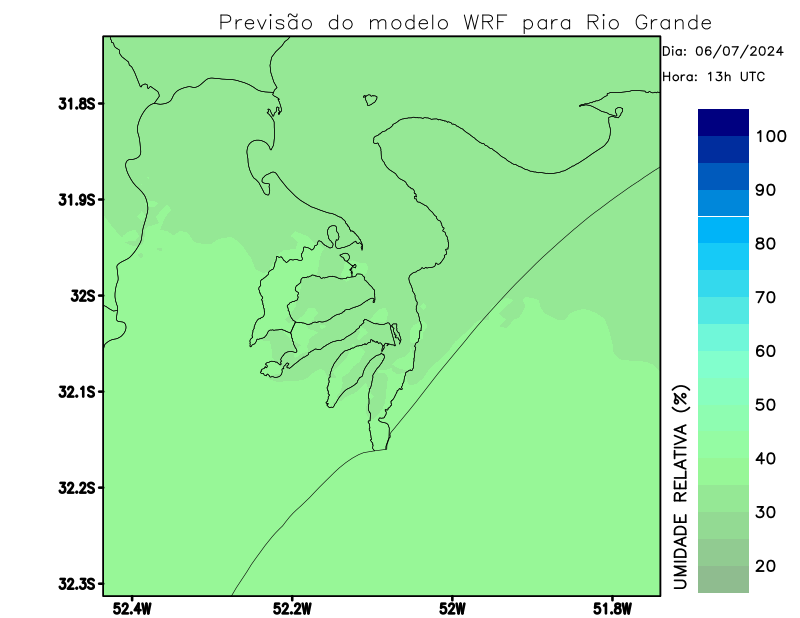 Previsão do modelo WRF para Rio Grande
Dia: 06/07/2024
Hora: 13h UTC
31.8S
31.9S
32S
32.1S
32.2S
32.3S
52.4W
52.2W
52W
51.8W
100
90
80
70
60
50
40
30
20
UMIDADE RELATIVA (%)